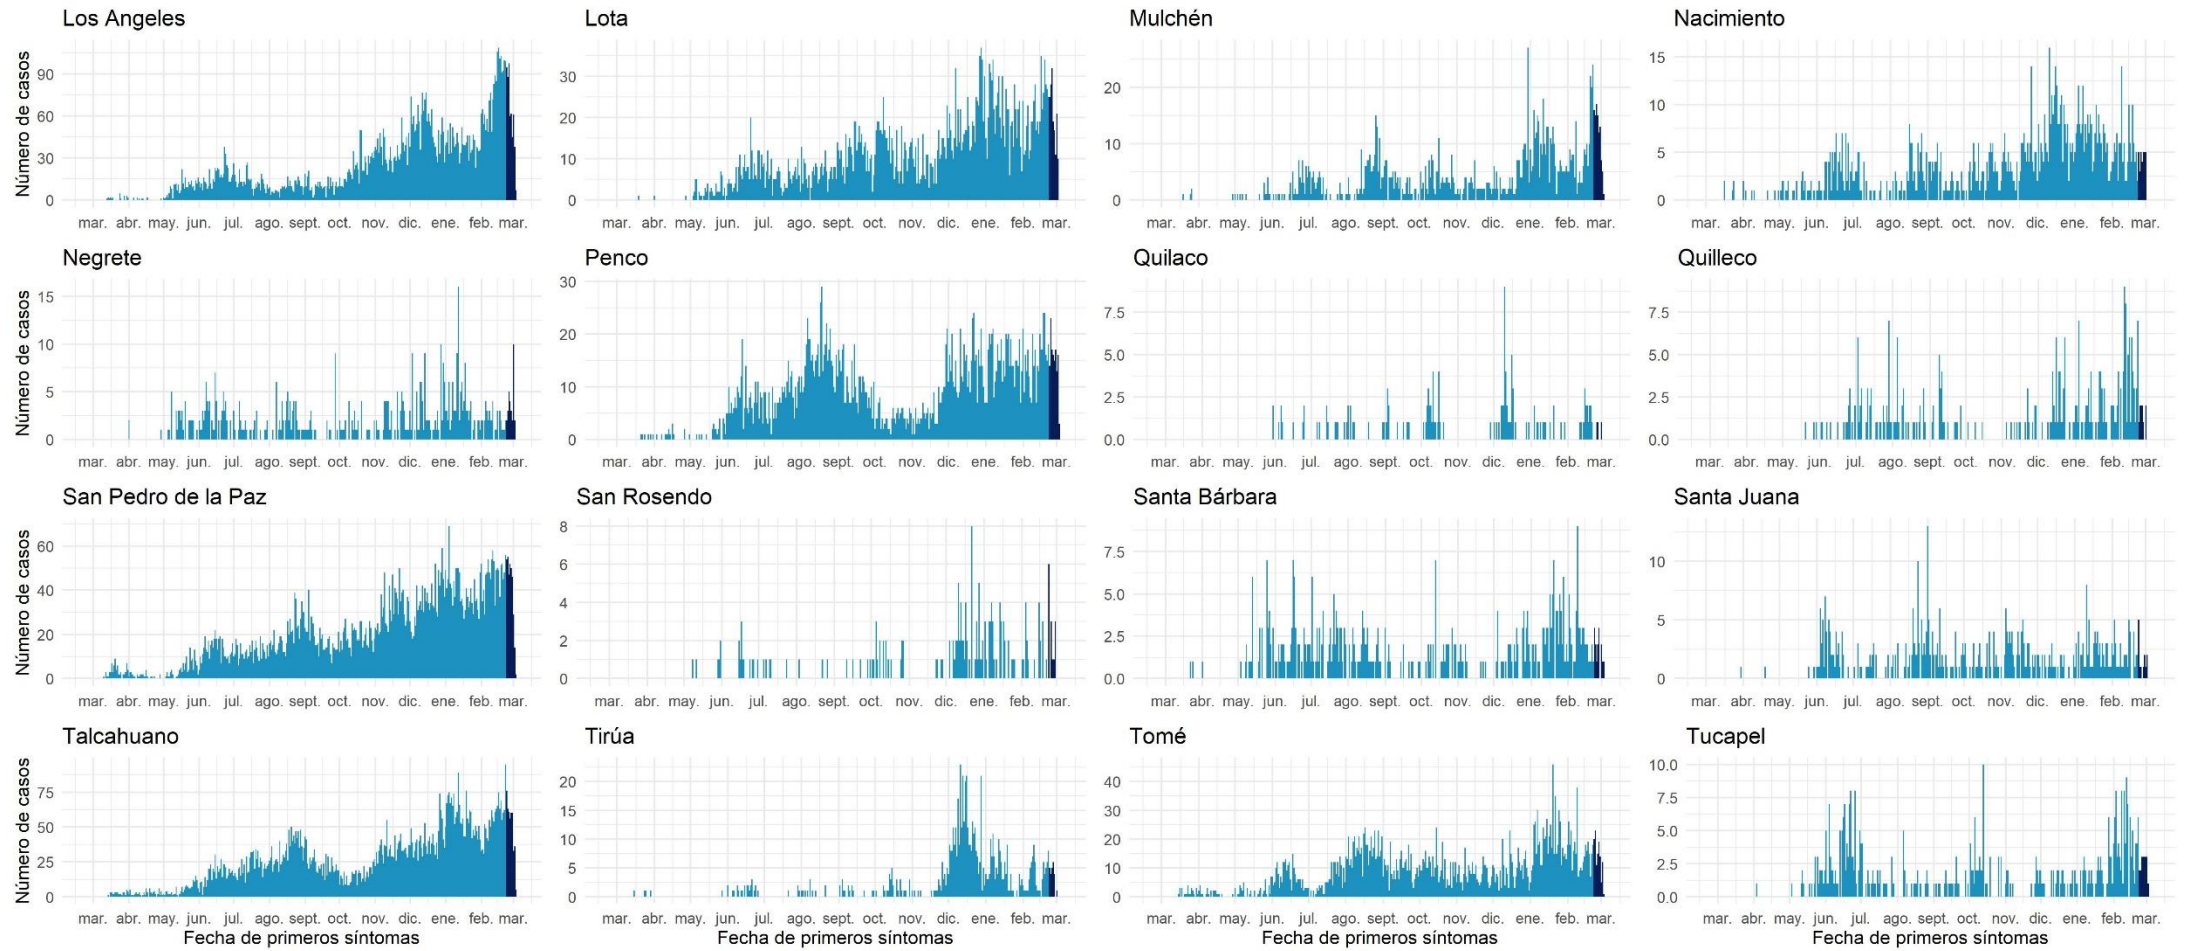 Los Angeles
Lota
Mulchén
Nacimiento
Número de casos
90
60
30
0
30
20
10
0
20
10
0
15
10
5
0
mar. abr. may. jun. jul. ago. sept. oct. nov. dic. ene. feb. mar.
mar. abr. may. jun. jul. ago. sept. oct. nov. dic. ene. feb. mar.
mar. abr. may. jun. jul. ago. sept. oct. nov. dic. ene. feb. mar.
mar. abr. may. jun. jul. ago. sept. oct. nov. dic. ene. feb. mar.
Negrete
Penco
Quilaco
Quilleco
Número de casos
15
10
5
0
30
20
10
0
7.5
5.0
2.5
0.0
7.5
5.0
2.5
0.0
mar. abr. may. jun. jul. ago. sept. oct. nov. dic. ene. feb. mar.
mar. abr. may. jun. jul. ago. sept. oct. nov. dic. ene. feb. mar.
mar. abr. may. jun. jul. ago. sept. oct. nov. dic. ene. feb. mar.
mar. abr. may. jun. jul. ago. sept. oct. nov. dic. ene. feb. mar.
San Pedro de la Paz
San Rosendo
Santa Bárbara
Santa Juana
Número de casos
60
40
20
0
8
6
4
2
0
7.5
5.0
2.5
0.0
10
5
0
mar. abr. may. jun. jul. ago. sept. oct. nov. dic. ene. feb. mar.
mar. abr. may. jun. jul. ago. sept. oct. nov. dic. ene. feb. mar.
mar. abr. may. jun. jul. ago. sept. oct. nov. dic. ene. feb. mar.
mar. abr. may. jun. jul. ago. sept. oct. nov. dic. ene. feb. mar.
Talcahuano
Tirúa
Tomé
Tucapel
Número de casos
75
50
25
0
20
15
10
5
0
40
30
20
10
0
10.0
7.5
5.0
2.5
0.0
mar. abr. may. jun. jul. ago. sept. oct. nov. dic. ene. feb. mar.
mar. abr. may. jun. jul. ago. sept. oct. nov. dic. ene. feb. mar.
mar. abr. may. jun. jul. ago. sept. oct. nov. dic. ene. feb. mar.
mar. abr. may. jun. jul. ago. sept. oct. nov. dic. ene. feb. mar.
Fecha de primeros síntomas
Fecha de primeros síntomas
Fecha de primeros síntomas
Fecha de primeros síntomas